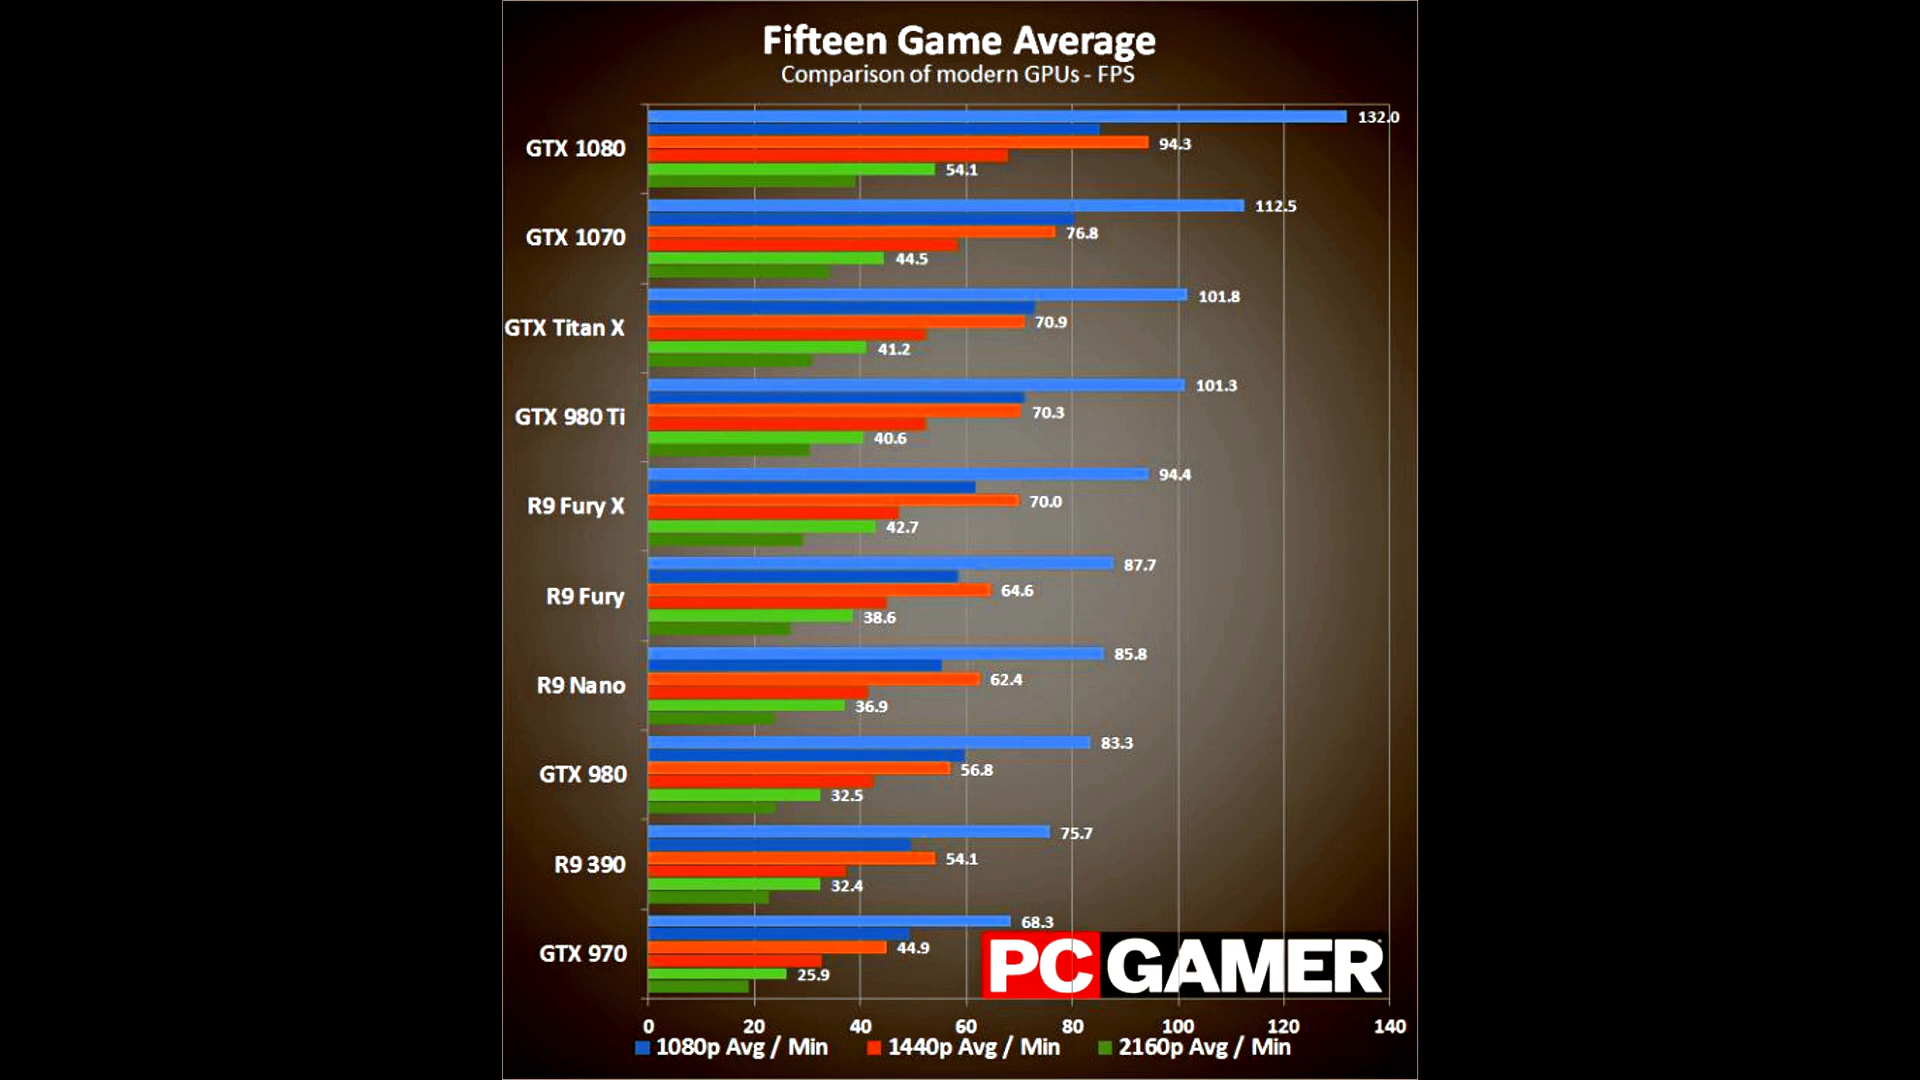 Fifteen Game Average
Comparison of modern GPUs - FPS
GTX 1080
132.0
94.3
54.1
GTX 1070
112.5
76.8
44.5
GTX Titan X
101.8
70.9
41.2
GTX 980 Ti
101.3
70.3
40.6
R9 Fury X
94.4
70.0
42.7
R9 Fury
87.7
64.6
38.6
R9 Nano
85.8
62.4
36.9
GTX 980
83.3
56.8
32.5
R9 390
75.7
54.1
32.4
GTX 970
68.3
44.9
25.9
PC GAMER
0 20 40 60 80 100 120 140
1080p Avg / Min 1440p Avg / Min 2160p Avg / Min